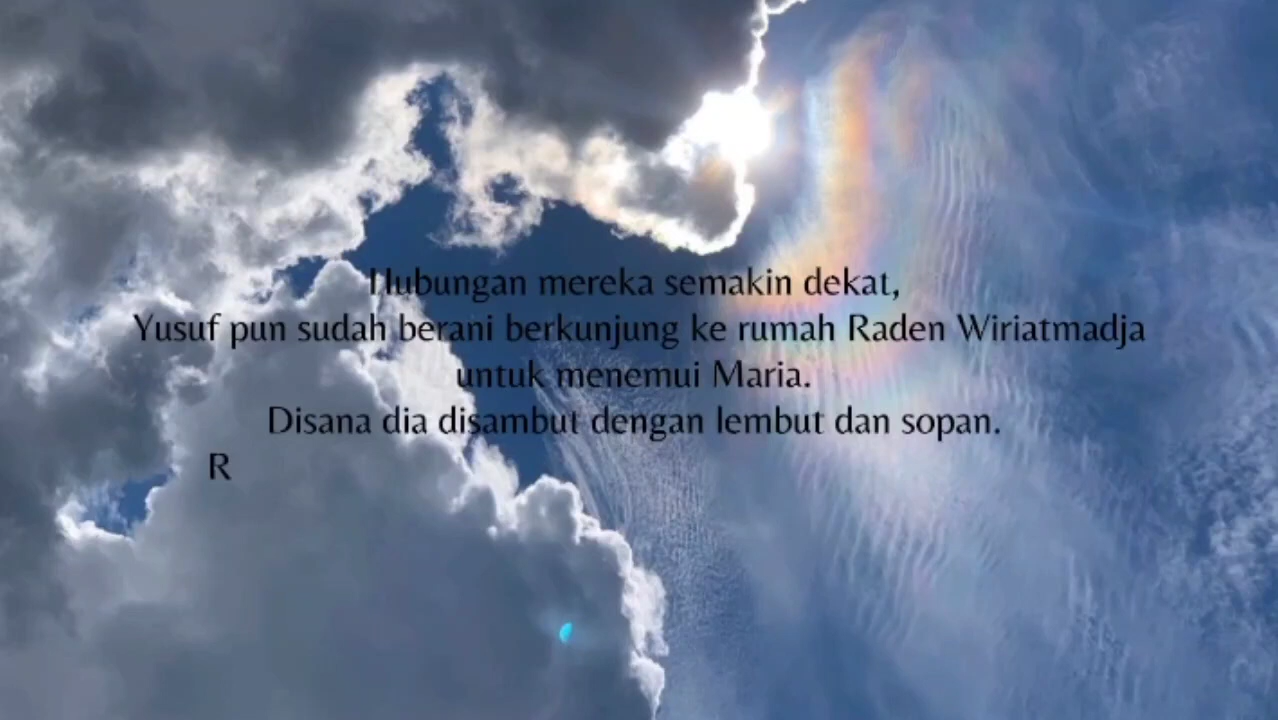 Hubungan mereka semakin dekat,
Yusuf pun sudah berani berkunjung ke rumah Raden Wiriatmadja
untuk menemui Maria.
Disana dia disambut dengan lembut dan sopan.
R